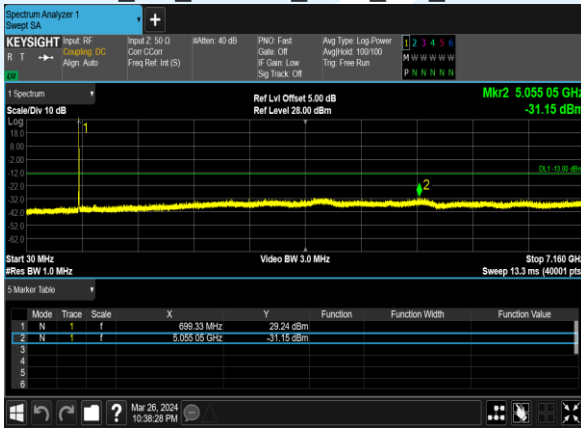 Spectrum Analyzer 1
Swept SA
KEYSIGHT Input: RF Input Z: 50 Ω #Atten: 40 dB PNO: Fast Avg Type: Log-Power 1 2 3 4 5 6
R T Coupling: DC Corr CCorr Gate: Off Avg|Hold: 100/100 M W W W W W
Align: Auto Freq Ref: Int (S) IF Gain: Low Trig: Free Run
Sig Track: Off P N N N N N
1 Spectrum Ref Lvl Offset 5.00 dB Mkr2 5.055 05 GHz
Scale/Div 10 dB Ref Level 28.00 dBm -31.15 dBm
Log
1
18.0
8.00
-2.00
DL1 -13.00 dBm
-12.0
2
-22.0
-32.0
-42.0
-52.0
-62.0
Start 30 MHz Video BW 3.0 MHz Stop 7.160 GHz
#Res BW 1.0 MHz Sweep 13.3 ms (40001 pts
5 Marker Table
Mode Trace Scale X Y Function Function Width Function Value
1 N 1 f 699.33 MHz 29.24 dBm
2 N 1 f 5.055 05 GHz -31.15 dBm
3
4
5
6
? Mar 26, 2024
10:38:28 PM